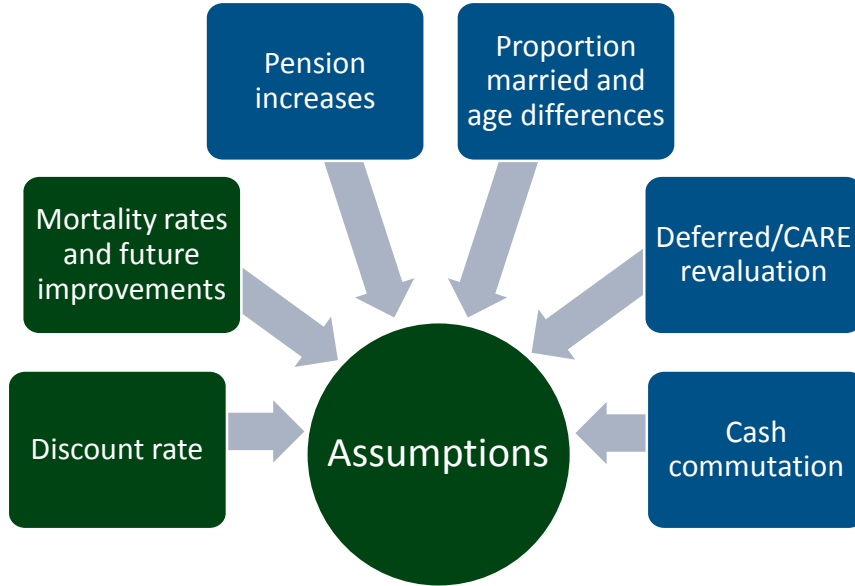 Pension
increases
Proportion
married and
age differences
Mortality rates
and future
improvements
Deferred/CARE
revaluation
Discount rate
Assumptions
Cash
commutation